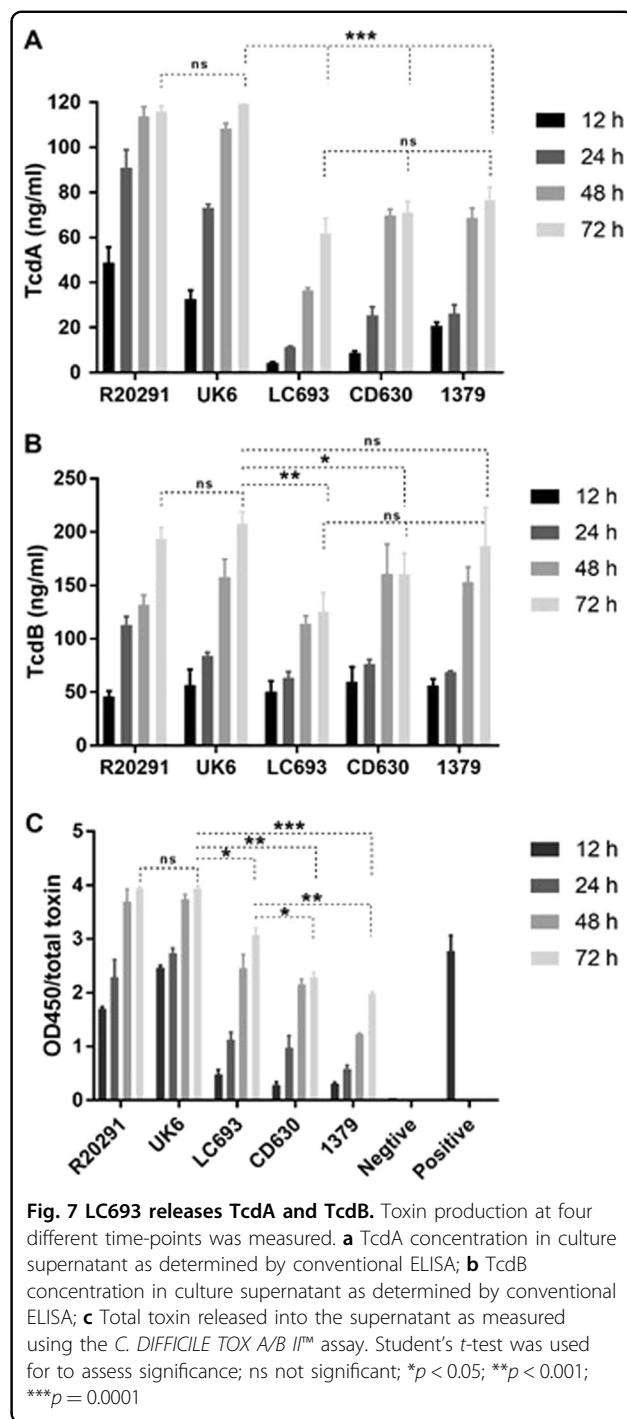 A
ns
***
ns
TcdA (ng/ml)
120
100
80
60
40
20
0
R20291 UK6 LC693 CD630 1379
12 h
24 h
48 h
72 h
B
ns
*
ns
**
ns
TcdB (ng/ml)
250
200
150
100
50
0
R20291 UK6 LC693 CD630 1379
12 h
24 h
48 h
72 h
C
***
**
ns
*
**
*
OD450/total toxin
5
4
3
2
1
0
R20291 UK6 LC693 CD630 1379 Negtive Positive
12 h
24 h
48 h
72 h
Fig. 7 LC693 releases TcdA and TcdB. Toxin production at four
different time-points was measured. a TcdA concentration in culture
supernatant as determined by conventional ELISA; b TcdB
concentration in culture supernatant as determined by conventional
ELISA; c Total toxin released into the supernatant as measured
using the C. DIFFICILE TOX A/B II™ assay. Student's t-test was used
for to assess significance; ns not significant; *p < 0.05; **p < 0.001;
***p = 0.0001